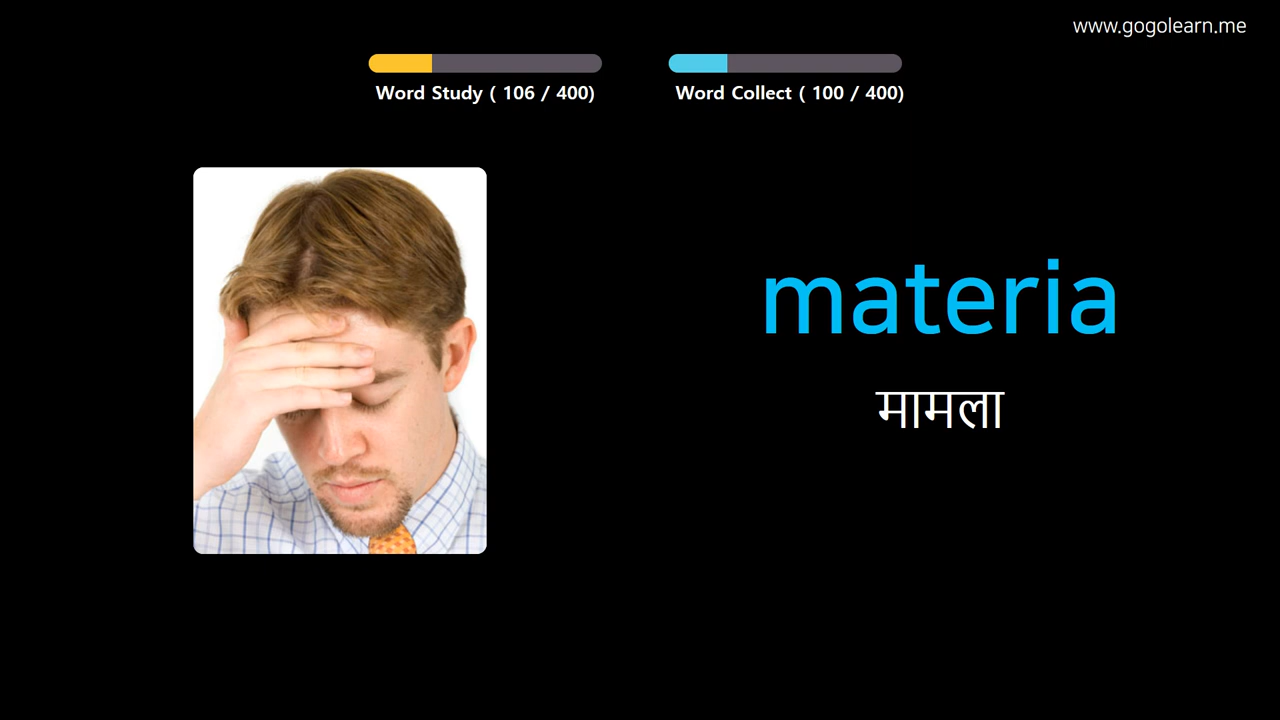 www.gogolearn.me
Word Study ( 106 / 400)
Word Collect ( 100 / 400)
materia
मामला